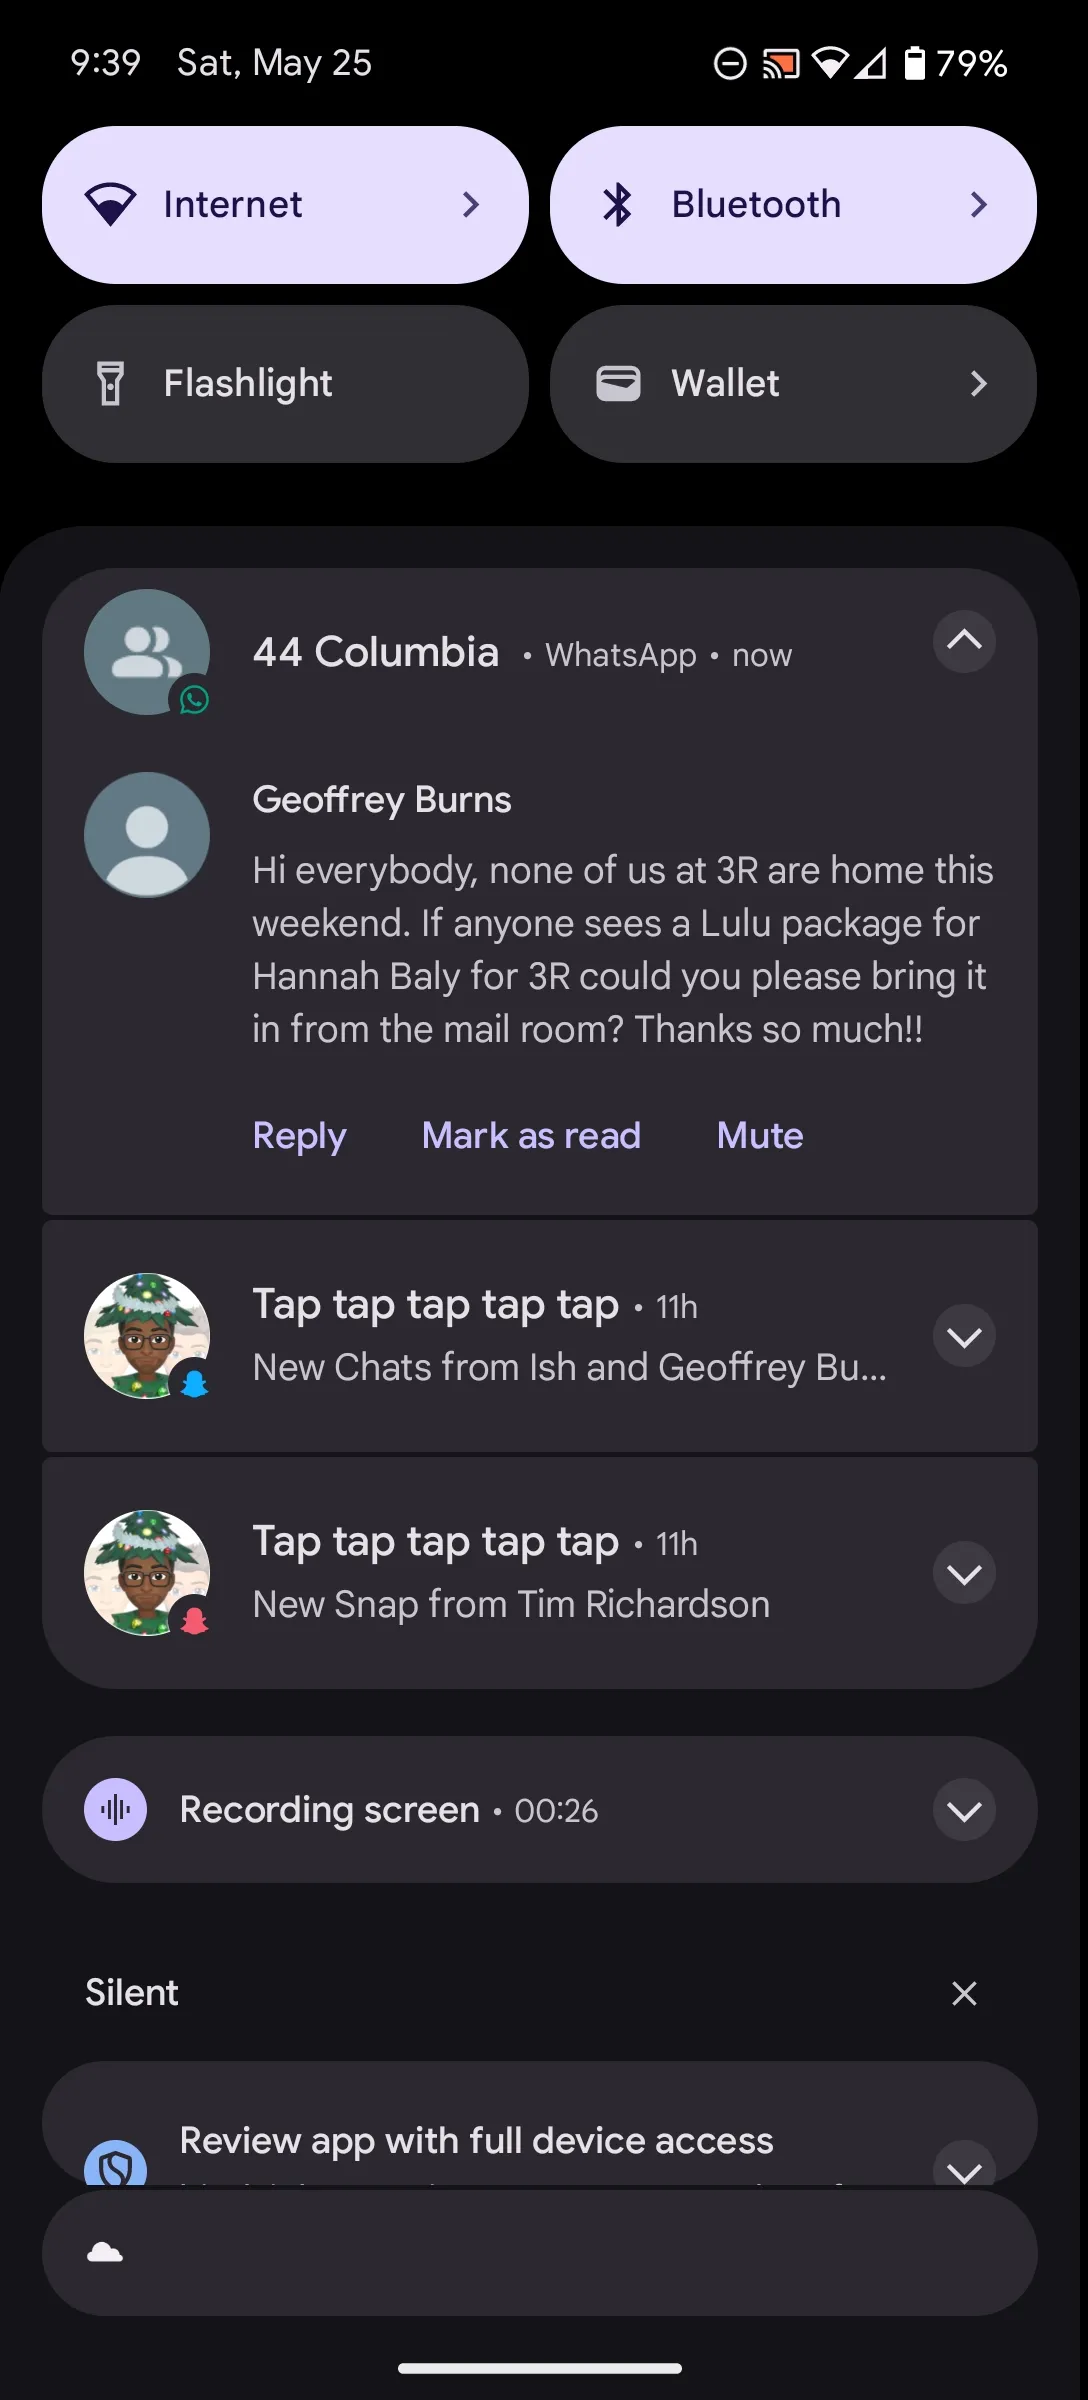 9:39 Sat, May 25 79%
Internet Bluetooth
Flashlight Wallet
44 Columbia • WhatsApp • now
Geoffrey Burns
Hi everybody, none of us at 3R are home this
weekend. If anyone sees a Lulu package for
Hannah Baly for 3R could you please bring it
in from the mail room? Thanks so much!!
Reply Mark as read Mute
Tap tap tap tap tap • 11h
New Chats from Ish and Geoffrey Bu...
Tap tap tap tap tap • 11h
New Snap from Tim Richardson
Recording screen • 00:26
Silent
Review app with full device access